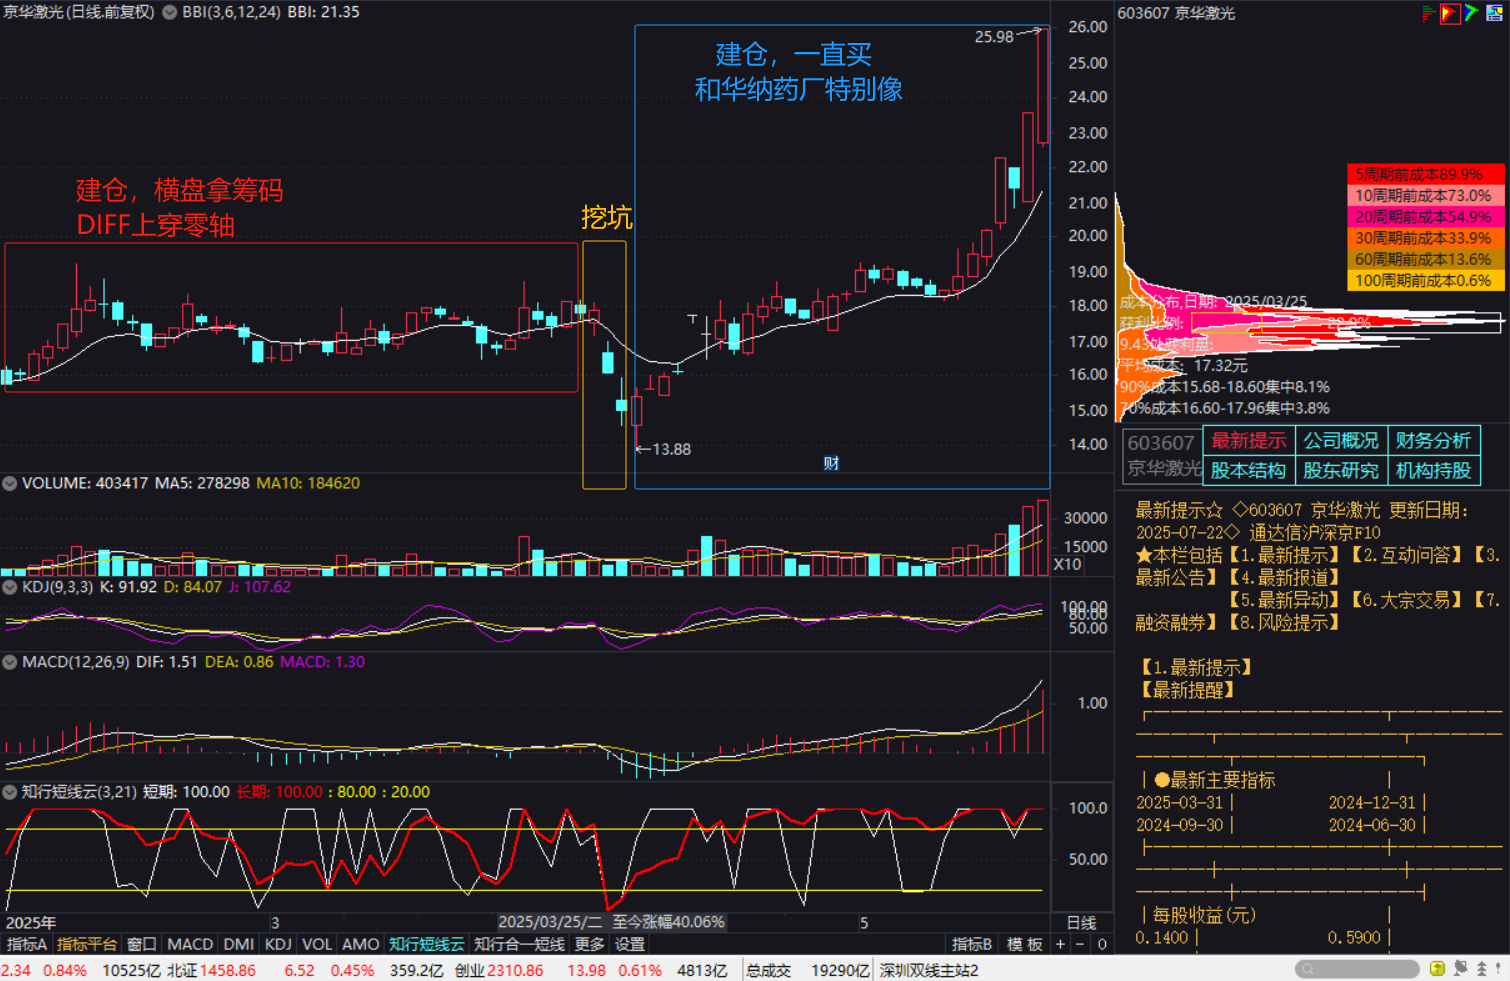 京华激光(日线.前复权) BBI(3,6,12,24) BBI: 21.35
603607 京华激光
25.98
建仓，一直买
和华纳药厂特别像
建仓，横盘拿筹码
DIFF上穿零轴
挖坑
13.88
财
26.00
25.00
24.00
23.00
22.00
21.00
20.00
19.00
18.00
17.00
16.00
15.00
14.00
5周期前成本89.9%
10周期前成本73.0%
20周期前成本54.9%
30周期前成本33.9%
60周期前成本13.6%
100周期前成本0.6%
成本分布,日期: 2025/03/25
获利比例: 29.9%
9.43处获利盘:
平均成本: 17.32元
90%成本15.68-18.60集中8.1%
70%成本16.60-17.96集中3.8%
603607 最新提示 公司概况 财务分析
京华激光 股本结构 股东研究 机构持股
VOLUME: 403417 MA5: 278298 MA10: 184620
30000
15000
X10
KDJ(9,3,3) K: 91.92 D: 84.07 J: 107.62
100.00
80.00
50.00
MACD(12,26,9) DIF: 1.51 DEA: 0.86 MACD: 1.30
1.00
知行短线云(3,21) 短期: 100.00 长期: 100.00 : 80.00 : 20.00
100.0
50.00
最新提示☆ ◇603607 京华激光 更新日期：
2025-07-22◇ 通达信沪深京F10
★本栏包括【1.最新提示】【2.互动问答】【3.
最新公告】【4.最新报道】
【5.最新异动】【6.大宗交易】【7.
融资融券】【8.风险提示】
【1.最新提示】
【最新提醒】
●最新主要指标
2025-03-31 2024-12-31
2024-09-30 2024-06-30
每股收益(元)
0.1400 0.5900
2025年 3 2025/03/25/二 至今涨幅40.06% 5 日线
指标A 指标平台 窗口 MACD DMI KDJ VOL AMO 知行短线云 知行合一短线 更多 设置 指标B 模板 + - 0
2.34 0.84% 10525亿 北证1458.86 6.52 0.45% 359.2亿 创业2310.86 13.98 0.61% 4813亿 总成交 19290亿 深圳双线主站2